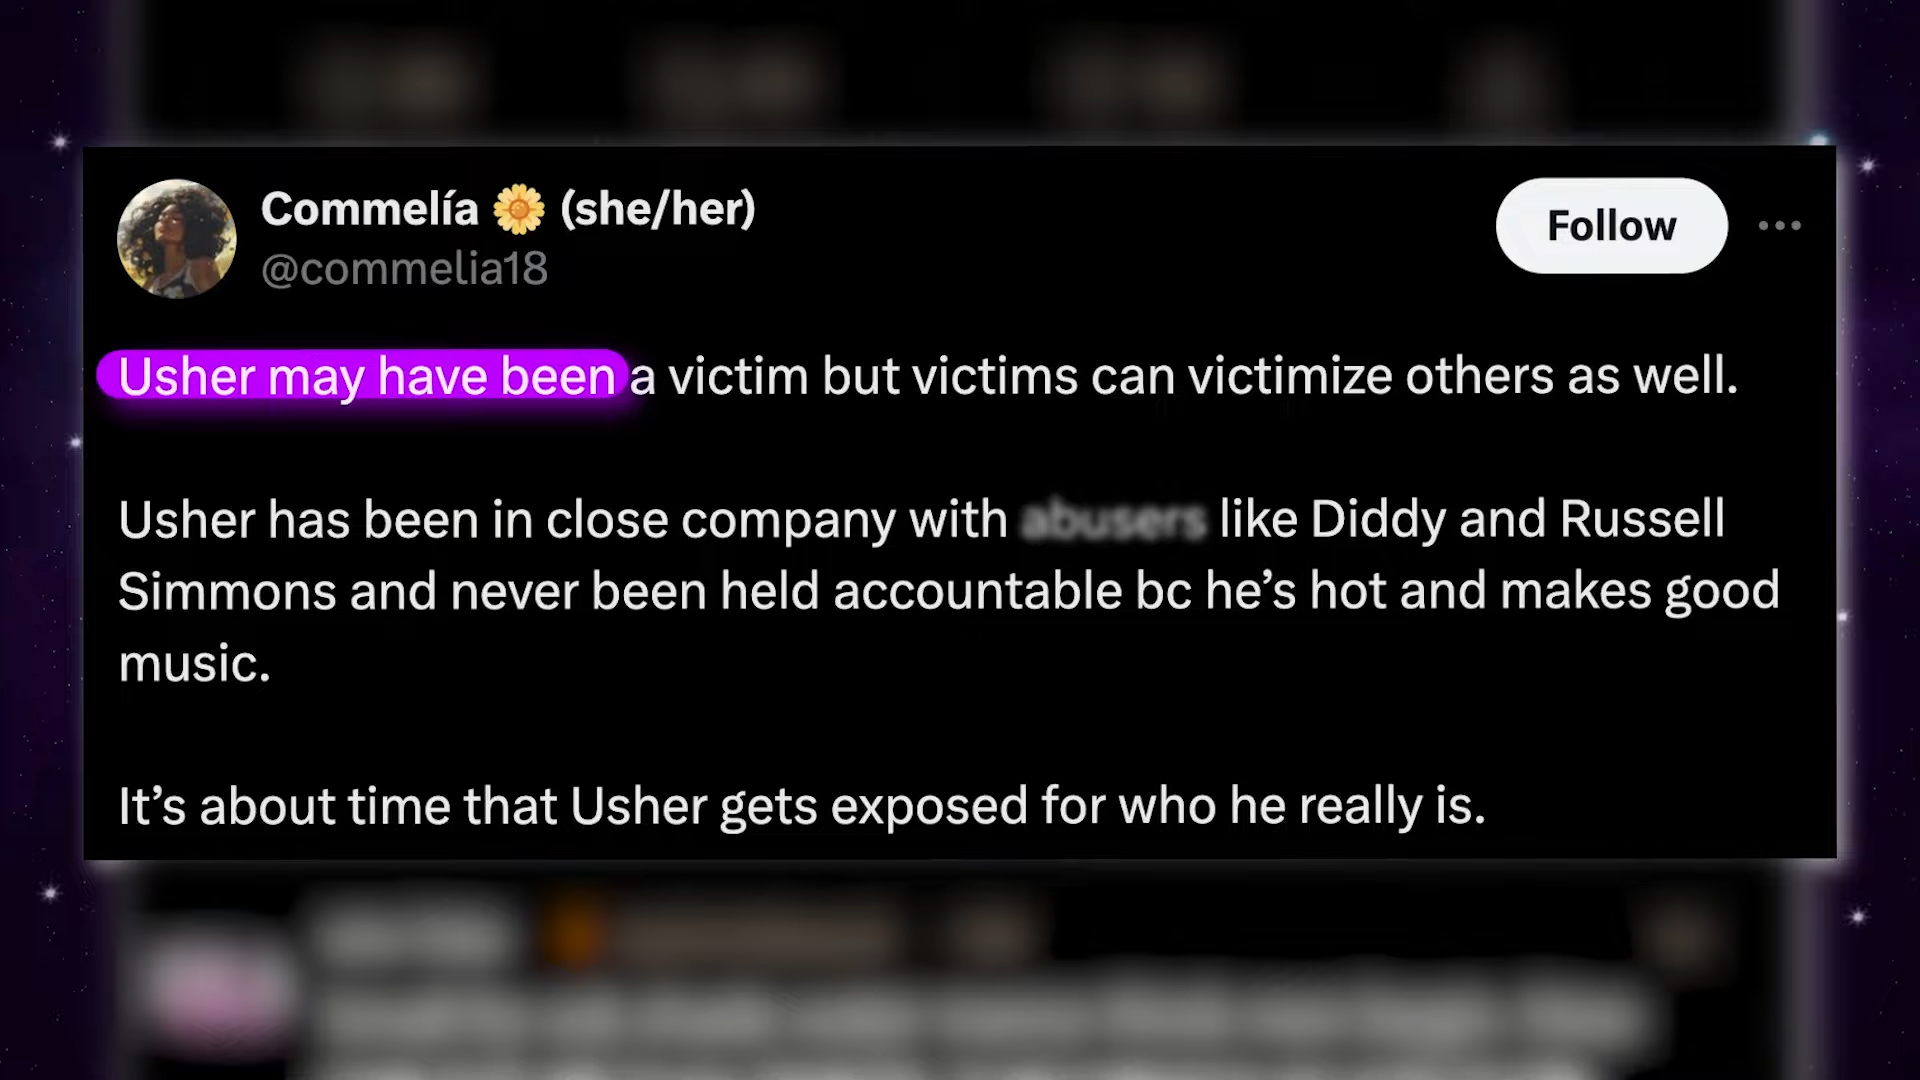 Commelía 🌼 (she/her)
@commelia18
Follow
Usher may have been a victim but victims can victimize others as well.
Usher has been in close company with abusers like Diddy and Russell
Simmons and never been held accountable bc he’s hot and makes good
music.
It’s about time that Usher gets exposed for who he really is.